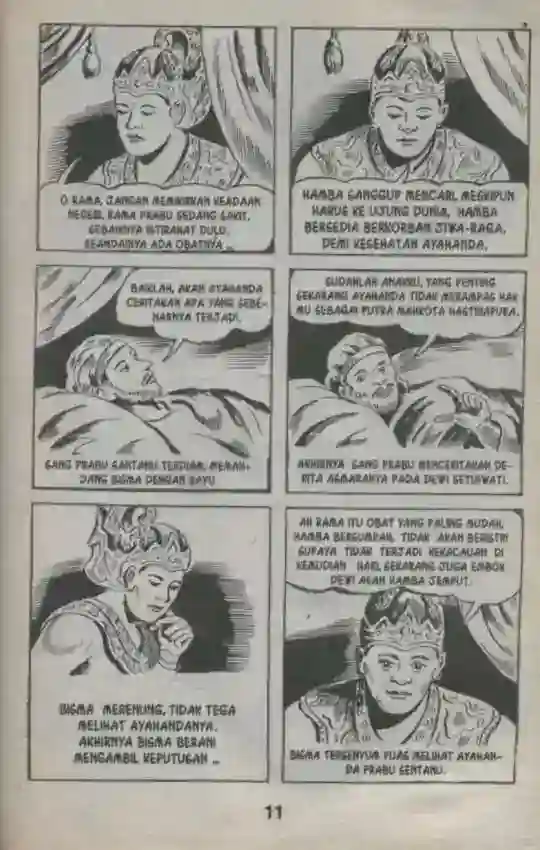 O RAMA, JANGAN MEMIKIRKAN KEADAAN
NEGERI, RAMA PRABU SEDANG SAKIT,
SEBAIKNYA ISTIRAHAT DULU,
SEANDAINYA ADA OBATNYA ...
HAMBA SANGGUP MENCARI, MESKIPUN
HARUS KE UJUNG DUNIA, HAMBA
BERSEDIA BERKORBAN JIWA-RAGA,
DEMI KESEHATAN AYAHANDA.
BAIKLAH, AKAN AYAHANDA
CERITAKAN APA YANG SEBE-
NARNYA TERJADI.
SANG PRABU SANTANU TERDIAM, MEMAN-
DANG BISMA DENGAN SAYU
SUDAHLAH ANAKKU, YANG PENTING
SEKARANG AYAHANDA TIDAK MERAMPAS HAK
MU SEBAGAI PUTRA MAHKOTA HASTINAPURA.
AKHIRNYA SANG PRABU MENCERITAKAN DE-
RITA ASMARANYA PADA DEWI SETIAWATI.
BISMA MERENUNG, TIDAK TEGA
MELIHAT AYAHANDANYA.
AKHIRNYA BISMA BERANI
MENGAMBIL KEPUTUSAN ...
AH RAMA ITU OBAT YANG PALING MUDAH,
HAMBA BERSUMPAH, TIDAK AKAN BERISTRI
SUPAYA TIDAK TERJADI KEKACAUAN DI
KEMUDIAN HARI, SEKARANG JUGA EMBOK
DEWI AKAN HAMBA JEMPUT.
BISMA TERSENYUM PUAS MELIHAT AYAHAN-
DA PRABU SENTANU.
11